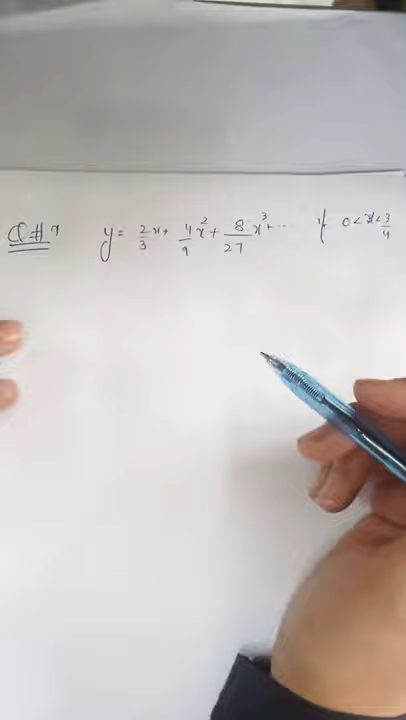 Q#7 y = 2/3 x + 4/9 x² + 8/27 x³ + ... if 0 < x < 3/4